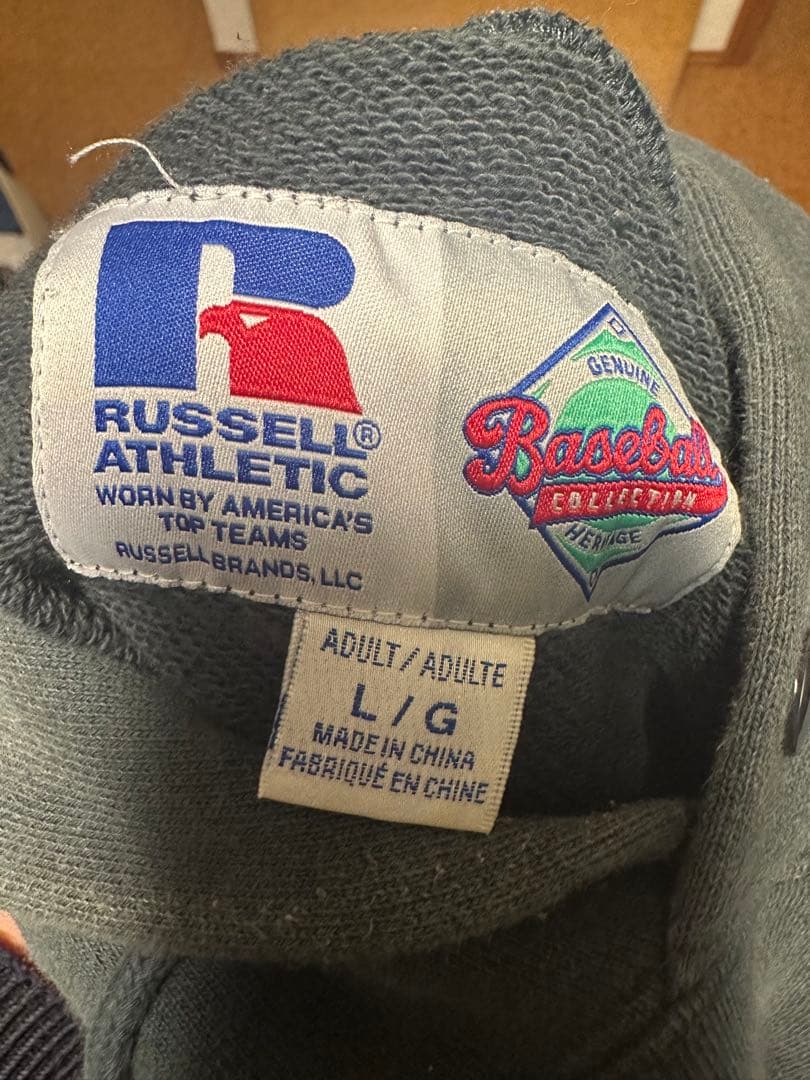 RUSSELL®
ATHLETIC
WORN BY AMERICA'S
TOP TEAMS
RUSSELL BRANDS, LLC
GENUINE
Baseball
COLLECTION
HERITAGE
ADULT / ADULTE
L / G
MADE IN CHINA
FABRIQUÉ EN CHINE